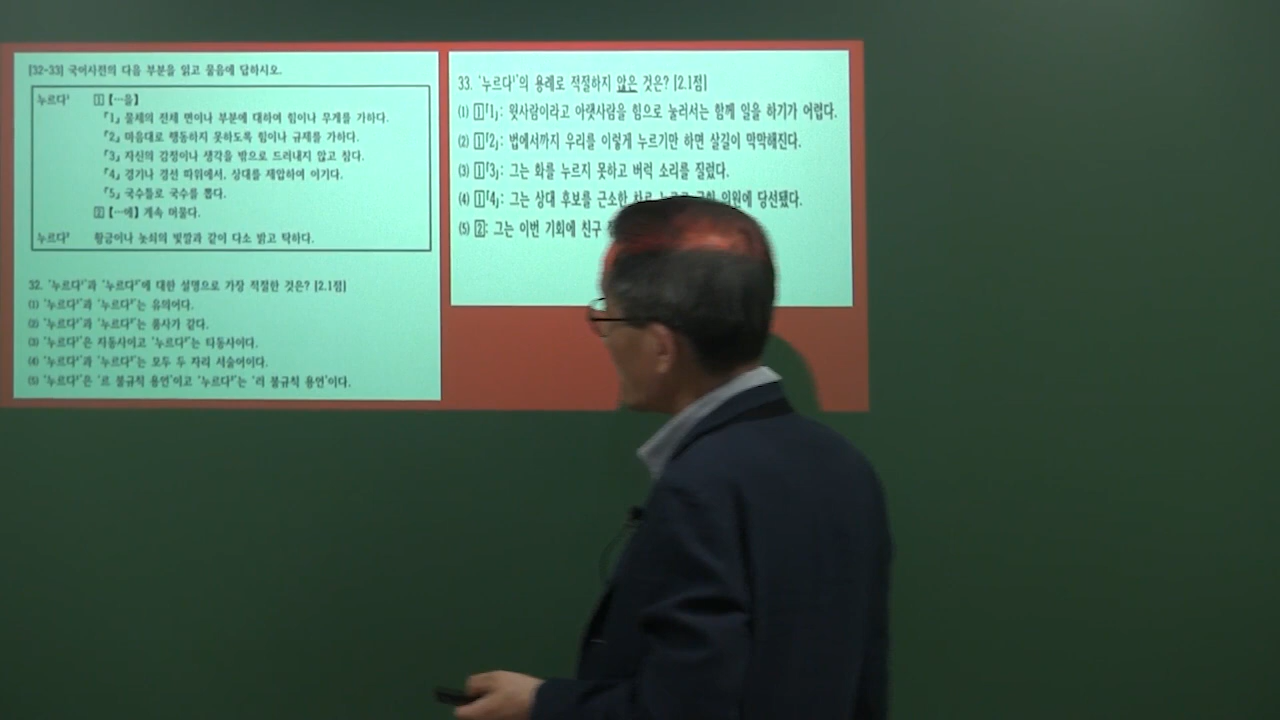 [32-33] 국어사전의 다음 부분을 읽고 물음에 답하시오.
누르다¹ ①【…을】
「1」 물체의 전체 면이나 부분에 대하여 힘이나 무게를 가하다.
「2」 마음대로 행동하지 못하도록 힘이나 규제를 가하다.
「3」 자신의 감정이나 생각을 밖으로 드러내지 않고 참다.
「4」 경기나 경선 따위에서, 상대를 제압하여 이기다.
「5」 국수틀로 국수를 뽑다.
②【…에】 계속 머물다.
누르다² 황금이나 놋쇠의 빛깔과 같이 다소 밝고 탁하다.
32. '누르다¹'과 '누르다²'에 대한 설명으로 가장 적절한 것은? [2.1점]
(1) '누르다¹'과 '누르다²'는 유의어다.
(2) '누르다¹'과 '누르다²'는 품사가 같다.
(3) '누르다¹'은 자동사이고 '누르다²'는 타동사이다.
(4) '누르다¹'과 '누르다²'는 모두 두 자리 서술어이다.
(5) '누르다¹'은 '르 불규칙 용언'이고 '누르다²'는 '러 불규칙 용언'이다.
33. '누르다¹'의 용례로 적절하지 않은 것은? [2.1점]
(1) ①「1」: 윗사람이라고 아랫사람을 힘으로 눌러서는 함께 일을 하기가 어렵다.
(2) ①「2」: 법에서까지 우리를 이렇게 누르기만 하면 살길이 막막해진다.
(3) ①「3」: 그는 화를 누르지 못하고 버럭 소리를 질렀다.
(4) ①「4」: 그는 상대 후보를 근소한 차로 의원에 당선됐다.
(5) ②: 그는 이번 기회에 친구